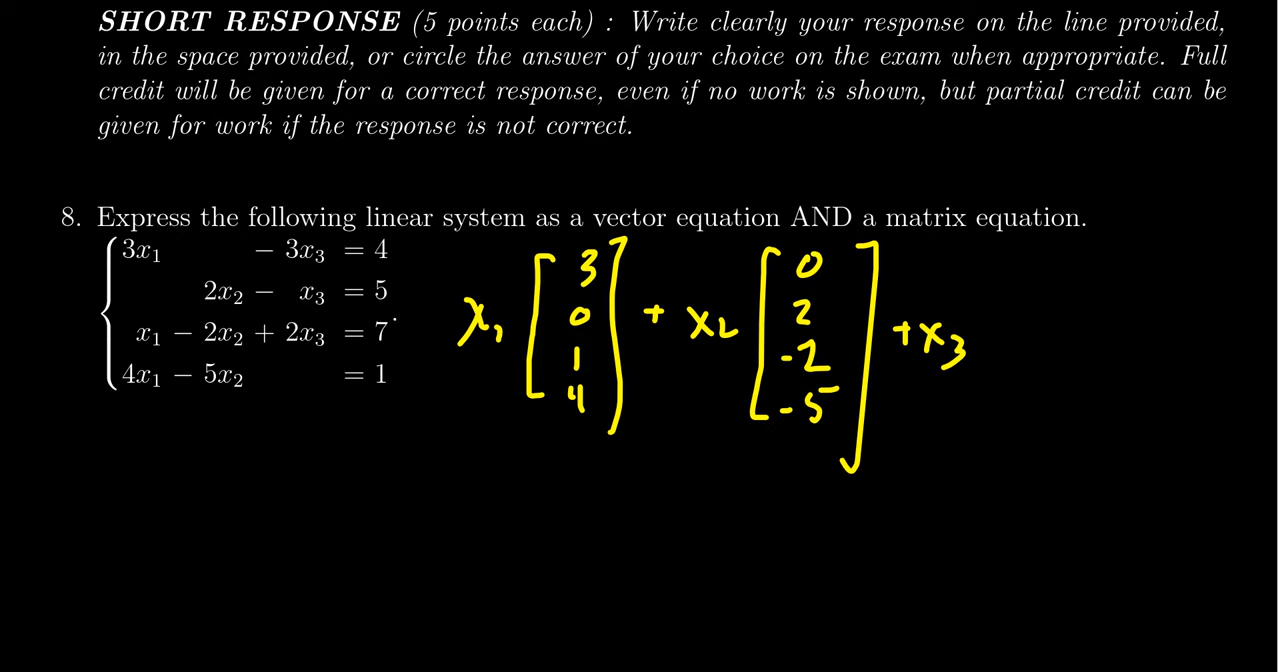 SHORT RESPONSE (5 points each) : Write clearly your response on the line provided,
in the space provided, or circle the answer of your choice on the exam when appropriate. Full
credit will be given for a correct response, even if no work is shown, but partial credit can be
given for work if the response is not correct.
8. Express the following linear system as a vector equation AND a matrix equation.
3x₁ − 3x₃ = 4
2x₂ − x₃ = 5
x₁ − 2x₂ + 2x₃ = 7.
4x₁ − 5x₂ = 1
x₁ [3 0 1 4] + x₂ [0 2 -2 -5] + x₃